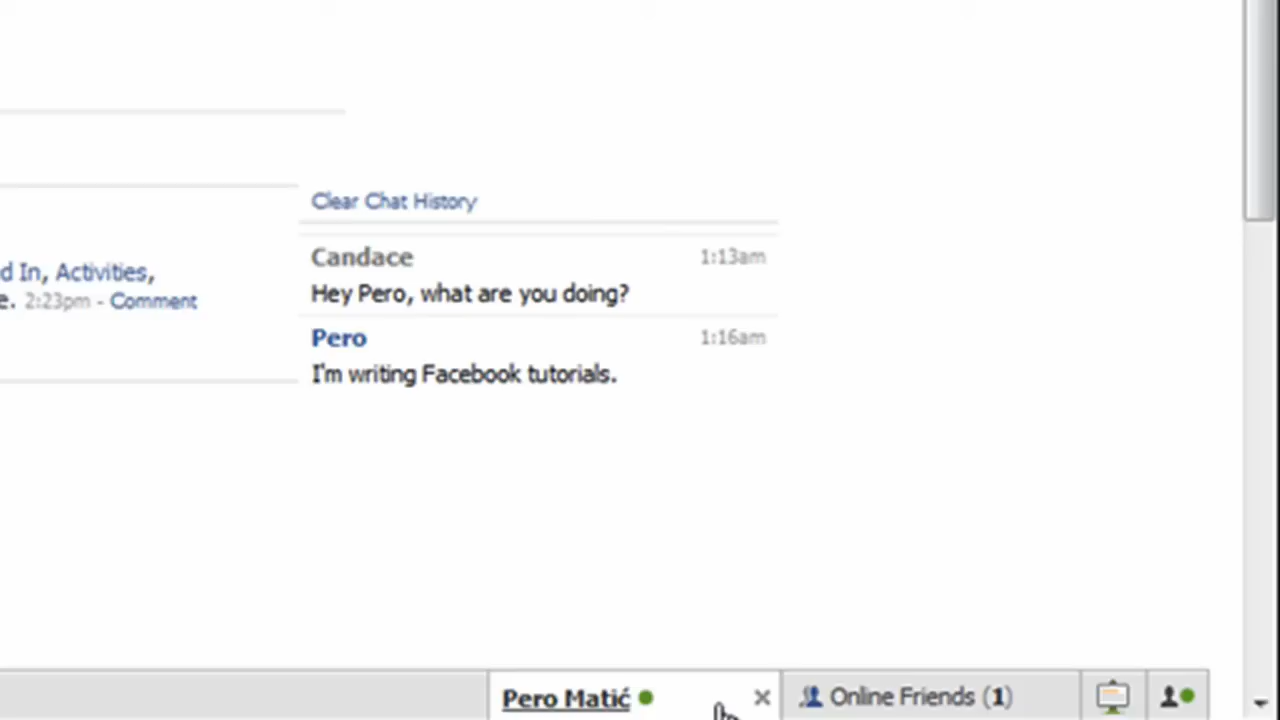 Clear Chat History
Candace 1:13am
Hey Pero, what are you doing?
d In, Activities,
e. 2:23pm - Comment
Pero 1:16am
I'm writing Facebook tutorials.
Pero Matić
Online Friends (1)